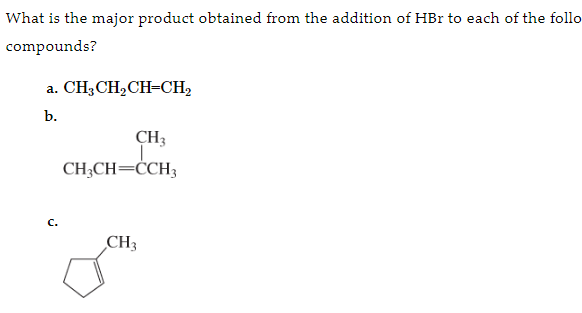 What is the major product obtained from the addition of HBr to each of the follo
compounds?
a. CH₃CH₂CH=CH₂
b.
CH₃
CH₃CH=CCH₃
c.
CH₃